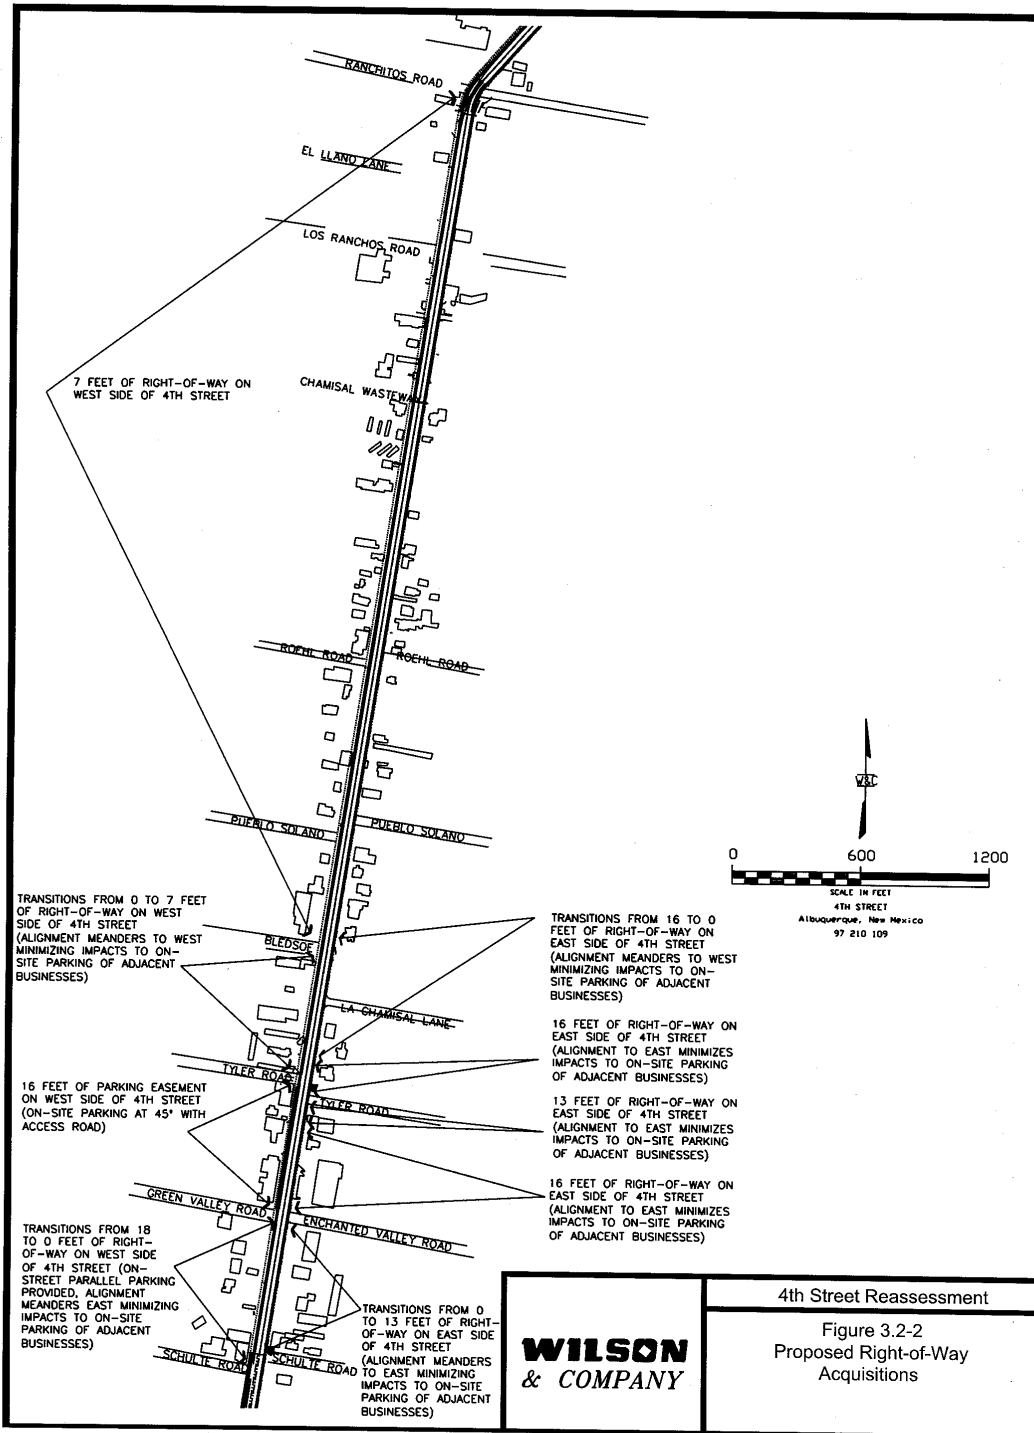 RANCHITOS ROAD
EL LLANO LANE
LOS RANCHOS ROAD
7 FEET OF RIGHT-OF-WAY ON
WEST SIDE OF 4TH STREET
CHAMISAL WASTEWAY
ROEHL ROAD
ROEHL ROAD
PUEBLO SOLANO
PUEBLO SOLANO
W&C
0 600 1200
SCALE IN FEET
4TH STREET
Albuquerque, New Mexico
97 210 109
TRANSITIONS FROM 0 TO 7 FEET
OF RIGHT-OF-WAY ON WEST
SIDE OF 4TH STREET
(ALIGNMENT MEANDERS TO WEST
MINIMIZING IMPACTS TO ON-
SITE PARKING OF ADJACENT
BUSINESSES)
BLEDSOE
TRANSITIONS FROM 16 TO 0
FEET OF RIGHT-OF-WAY ON
EAST SIDE OF 4TH STREET
(ALIGNMENT MEANDERS TO WEST
MINIMIZING IMPACTS TO ON-
SITE PARKING OF ADJACENT
BUSINESSES)
LA CHAMISAL LANE
16 FEET OF RIGHT-OF-WAY ON
EAST SIDE OF 4TH STREET
(ALIGNMENT TO EAST MINIMIZES
IMPACTS TO ON-SITE PARKING
OF ADJACENT BUSINESSES)
TYLER ROAD
16 FEET OF PARKING EASEMENT
ON WEST SIDE OF 4TH STREET
(ON-SITE PARKING AT 45° WITH
ACCESS ROAD)
TYLER ROAD
13 FEET OF RIGHT-OF-WAY ON
EAST SIDE OF 4TH STREET
(ALIGNMENT TO EAST MINIMIZES
IMPACTS TO ON-SITE PARKING
OF ADJACENT BUSINESSES)
16 FEET OF RIGHT-OF-WAY ON
EAST SIDE OF 4TH STREET
(ALIGNMENT TO EAST MINIMIZES
IMPACTS TO ON-SITE PARKING
OF ADJACENT BUSINESSES)
GREEN VALLEY ROAD
ENCHANTED VALLEY ROAD
TRANSITIONS FROM 18
TO 0 FEET OF RIGHT-
OF-WAY ON WEST SIDE
OF 4TH STREET (ON-
STREET PARALLEL PARKING
PROVIDED, ALIGNMENT
MEANDERS EAST MINIMIZING
IMPACTS TO ON-SITE
PARKING OF ADJACENT
BUSINESSES)
SCHULTE ROAD
SCHULTE ROAD
TRANSITIONS FROM 0
TO 13 FEET OF RIGHT-
OF-WAY ON EAST SIDE
OF 4TH STREET
(ALIGNMENT MEANDERS
TO EAST MINIMIZING
IMPACTS TO ON-SITE
PARKING OF ADJACENT
BUSINESSES)
WILSON
& COMPANY
4th Street Reassessment
Figure 3.2-2
Proposed Right-of-Way
Acquisitions